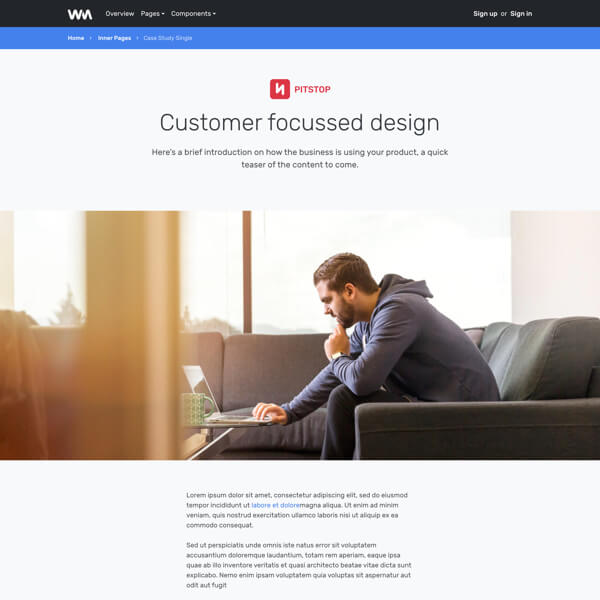 WM Overview Pages Components Sign up or Sign in
Home Inner Pages Case Study Single
PITSTOP
Customer focussed design
Here's a brief introduction on how the business is using your product, a quick
teaser of the content to come.
Lorem ipsum dolor sit amet, consectetur adipiscing elit, sed do eiusmod
tempor incididunt ut labore et doloremagna aliqua. Ut enim ad minim
veniam, quis nostrud exercitation ullamco laboris nisi ut aliquip ex ea
commodo consequat.
Sed ut perspiciatis unde omnis iste natus error sit voluptatem
accusantium doloremque laudantium, totam rem aperiam, eaque ipsa
quae ab illo inventore veritatis et quasi architecto beatae vitae dicta sunt
explicabo. Nemo enim ipsam voluptatem quia voluptas sit aspernatur aut
odit aut fugit